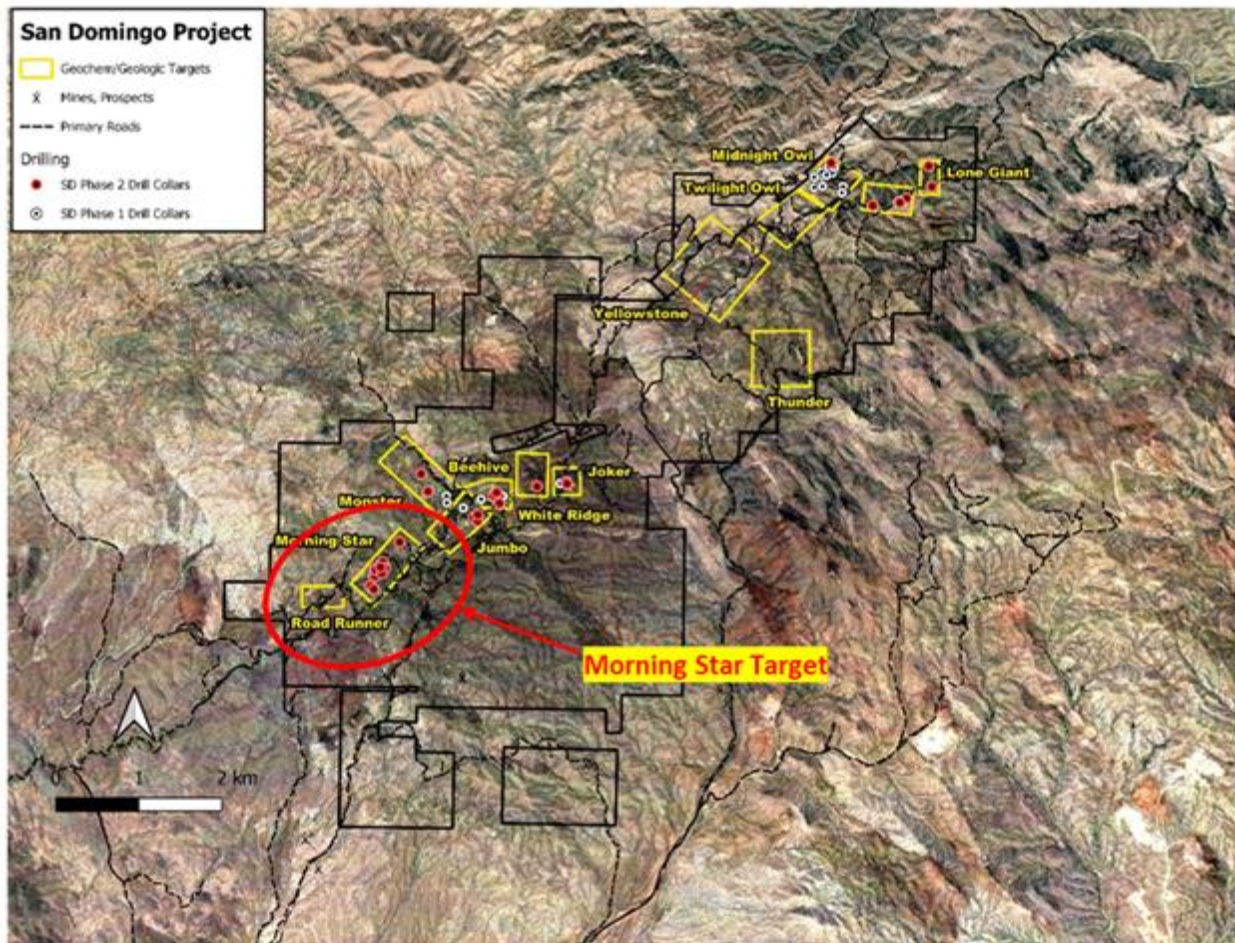 San Domingo Project
Geochem/Geologic Targets
Mines, Prospects
Primary Roads
Drilling
SD Phase 2 Drill Collars
SD Phase 1 Drill Collars
Midnight Owl
Lone Giant
Twilight Owl
Yellowstone
Thunder
Beehive
Joker
Monster
White Ridge
Morning Star
Jumbo
Road Runner
Morning Star Target
1
2 km